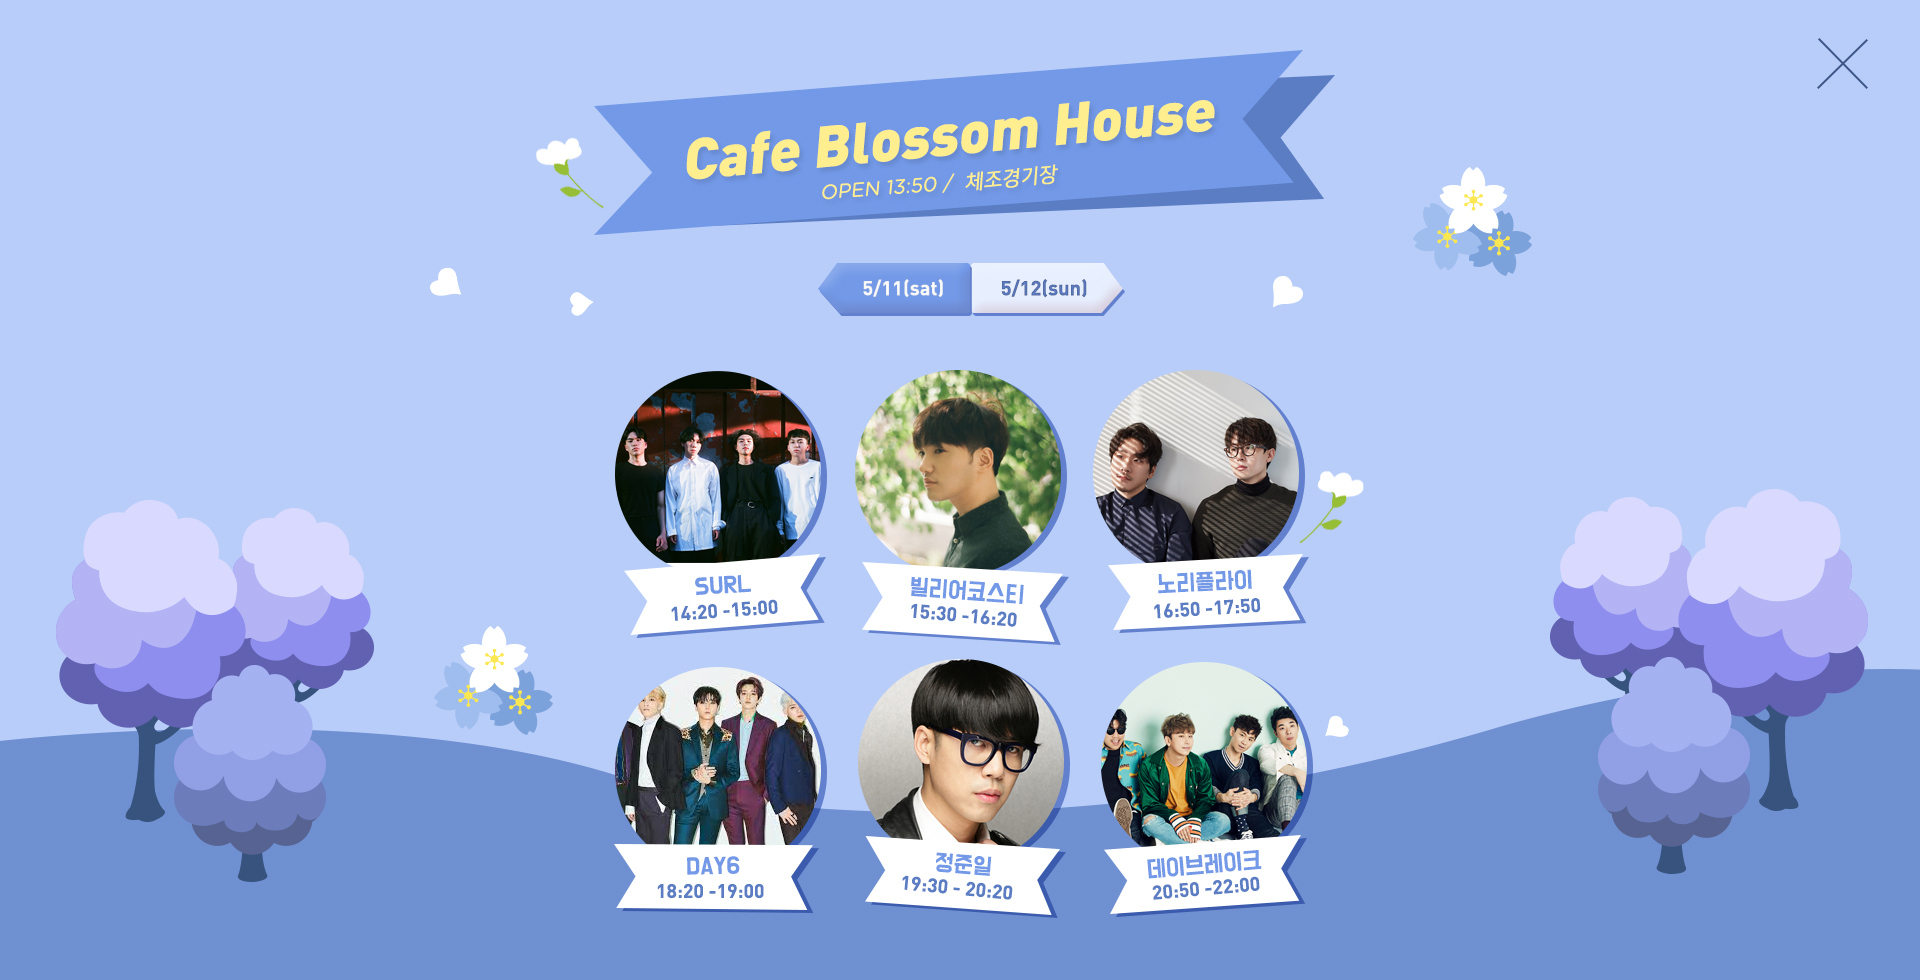 Cafe Blossom House
OPEN 13:50 / 체조경기장
5/11(sat)
5/12(sun)
SURL
14:20 -15:00
빌리어코스티
15:30 -16:20
노리플라이
16:50 -17:50
DAY6
18:20 -19:00
정준일
19:30 - 20:20
데이브레이크
20:50 -22:00